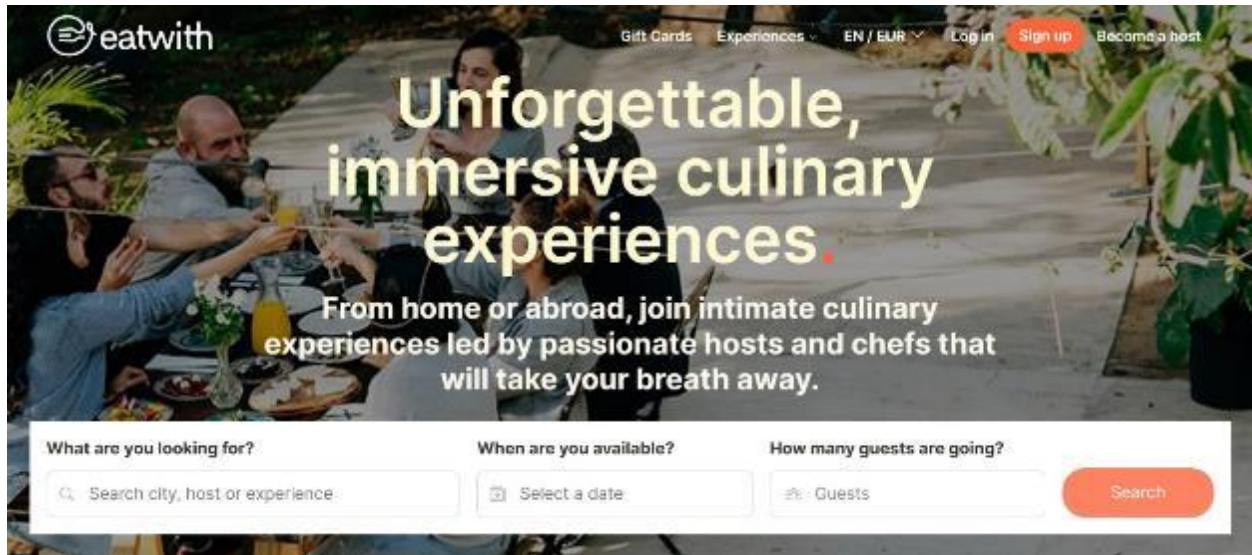 eatwith
Gift Cards Experiences EN / EUR Log in Sign up Become a host
Unforgettable,
immersive culinary
experiences.
From home or abroad, join intimate culinary
experiences led by passionate hosts and chefs that
will take your breath away.
What are you looking for? When are you available? How many guests are going?
Search city, host or experience Select a date Guests Search